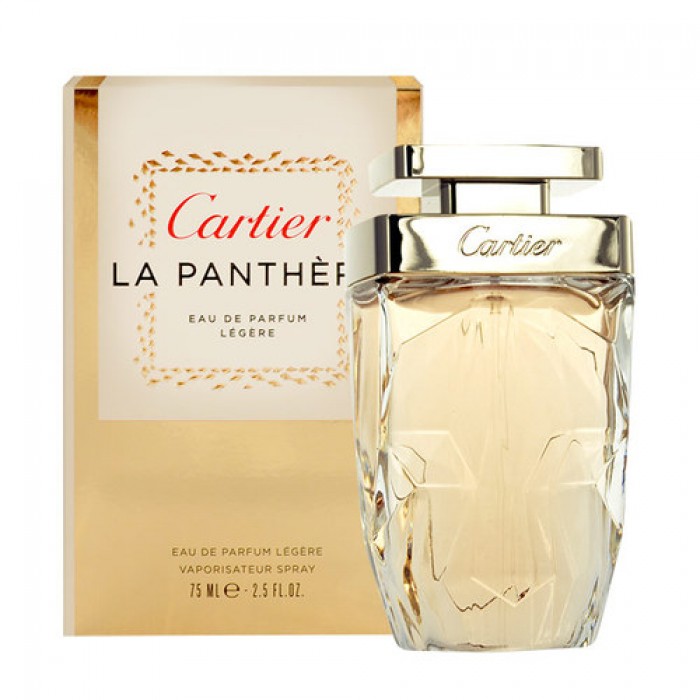 Cartier
LA PANTHÈR
EAU DE PARFUM
LÉGÈRE
EAU DE PARFUM LÉGÈRE
VAPORISATEUR SPRAY
75 ML e - 2.5 FL.OZ.
Cartier